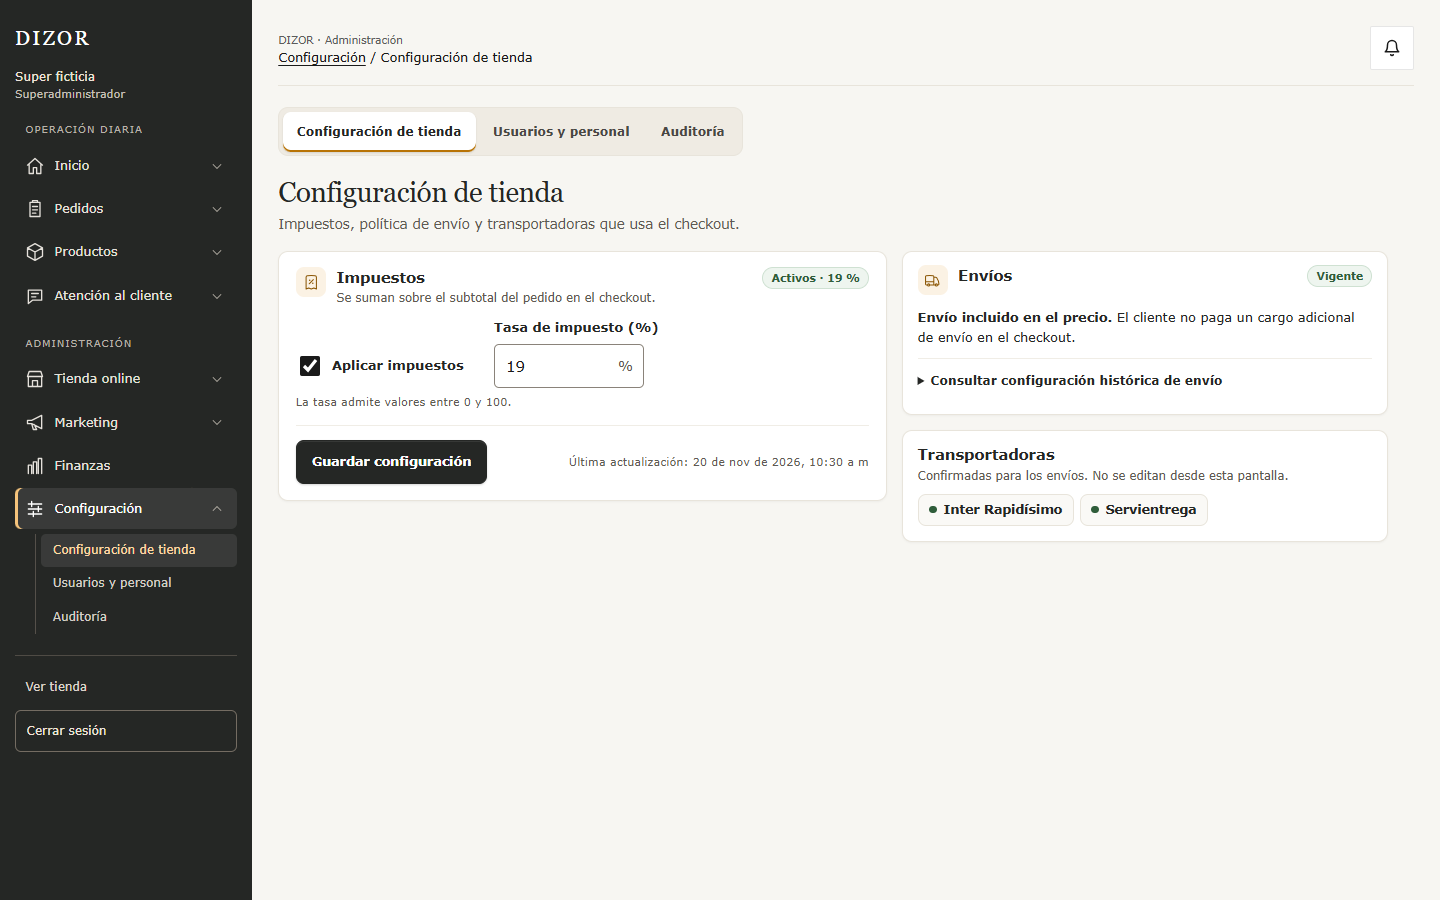 DIZOR
Super ficticia
Superadministrador
OPERACIÓN DIARIA
Inicio
Pedidos
Productos
Atención al cliente
ADMINISTRACIÓN
Tienda online
Marketing
Finanzas
Configuración
Configuración de tienda
Usuarios y personal
Auditoría
Ver tienda
Cerrar sesión
DIZOR · Administración
Configuración / Configuración de tienda
Configuración de tienda
Usuarios y personal
Auditoría
Configuración de tienda
Impuestos, política de envío y transportadoras que usa el checkout.
Impuestos
Activos · 19 %
Se suman sobre el subtotal del pedido en el checkout.
Tasa de impuesto (%)
Aplicar impuestos
19 %
La tasa admite valores entre 0 y 100.
Guardar configuración
Última actualización: 20 de nov de 2026, 10:30 a m
Envíos
Vigente
Envío incluido en el precio. El cliente no paga un cargo adicional
de envío en el checkout.
Consultar configuración histórica de envío
Transportadoras
Confirmadas para los envíos. No se editan desde esta pantalla.
Inter Rapidísimo
Servientrega